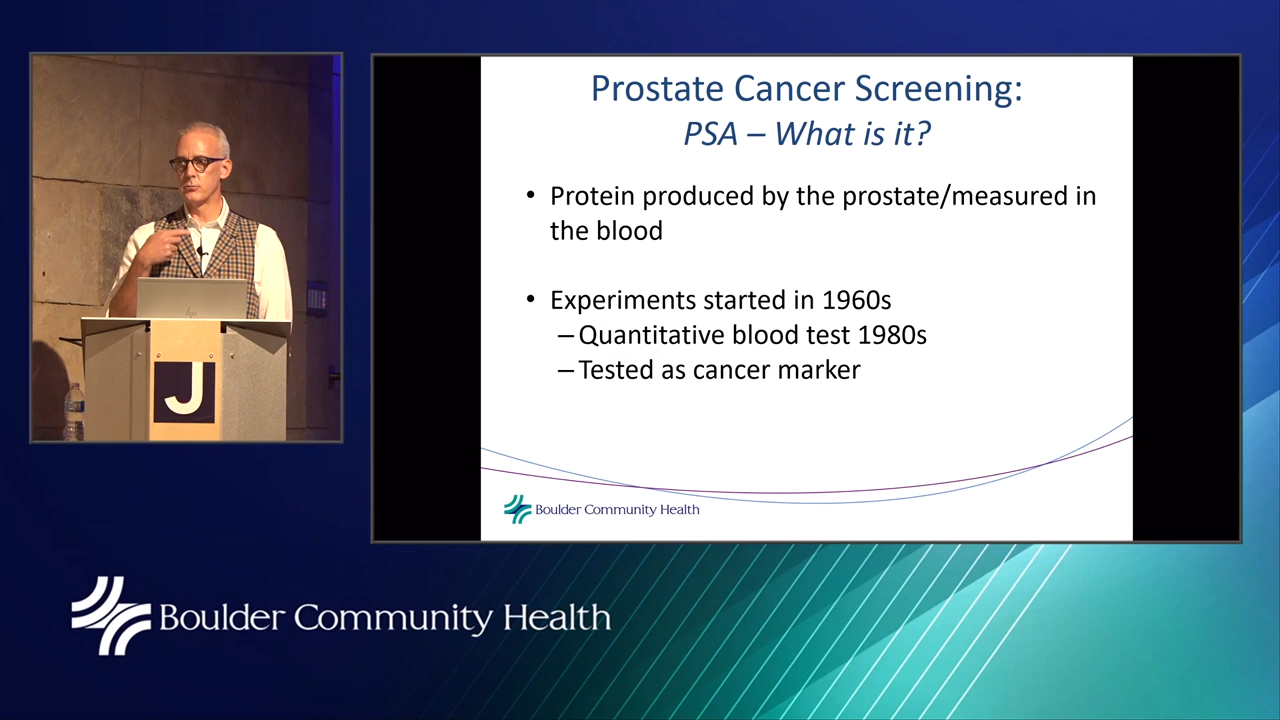 Prostate Cancer Screening:
PSA – What is it?
• Protein produced by the prostate/measured in
the blood
• Experiments started in 1960s
– Quantitative blood test 1980s
– Tested as cancer marker
Boulder Community Health
hp
J
Boulder Community Health